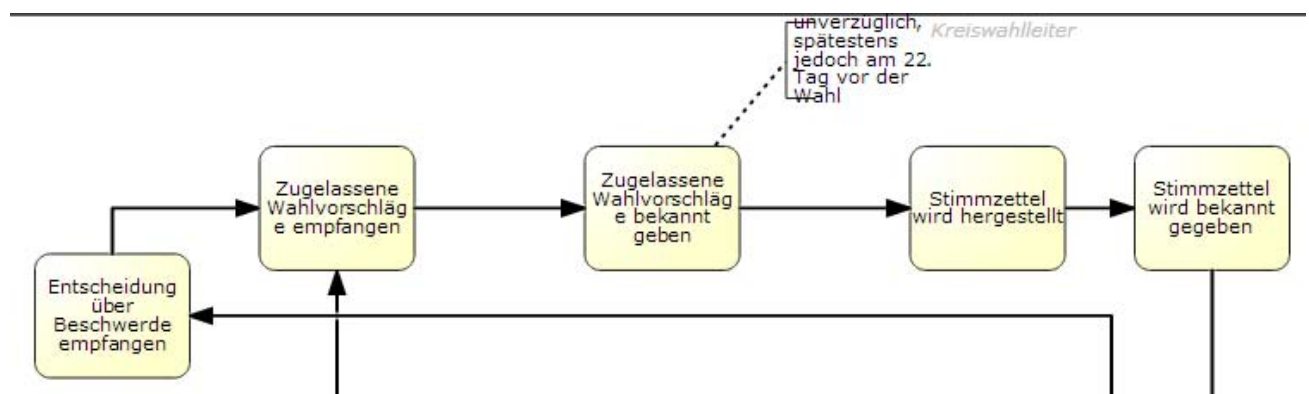 unverzüglich,
spätestens
jedoch am 22.
Tag vor der
Wahl
Kreiswahlleiter
Zugelassene
Wahlvorschläg
e empfangen
Zugelassene
Wahlvorschläg
e bekannt
geben
Stimmzettel
wird hergestellt
Stimmzettel
wird bekannt
gegeben
Entscheidung
über
Beschwerde
empfangen